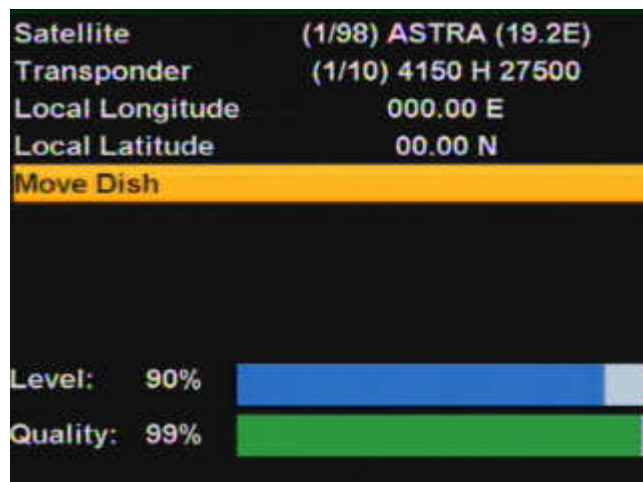 Satellite (1/98) ASTRA (19.2E)
Transponder (1/10) 4150 H 27500
Local Longitude 000.00 E
Local Latitude 00.00 N
Move Dish
Level: 90%
Quality: 99%